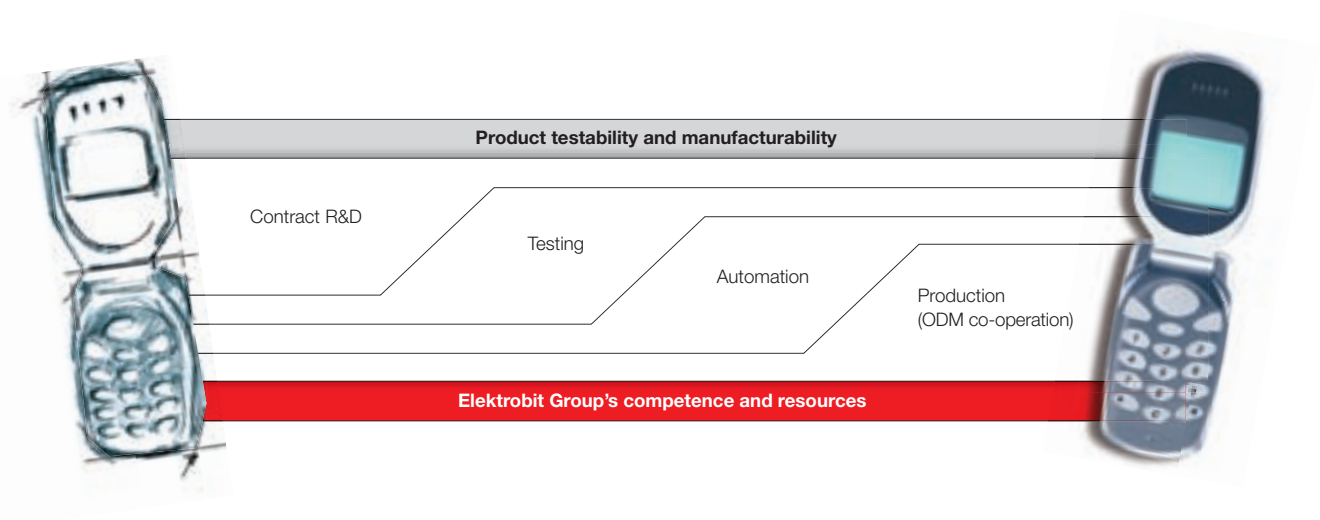 Product testability and manufacturability
Contract R&D
Testing
Automation
Production
(ODM co-operation)
Elektrobit Group's competence and resources